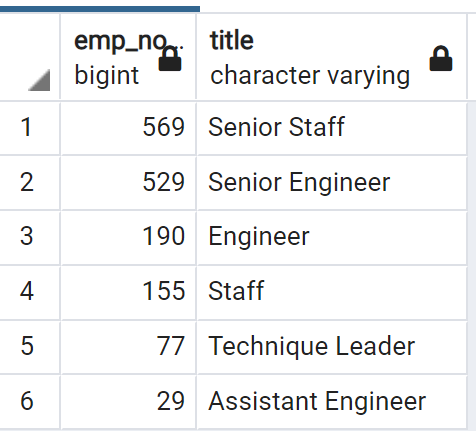 emp_no... title
bigint character varying
1 569 Senior Staff
2 529 Senior Engineer
3 190 Engineer
4 155 Staff
5 77 Technique Leader
6 29 Assistant Engineer